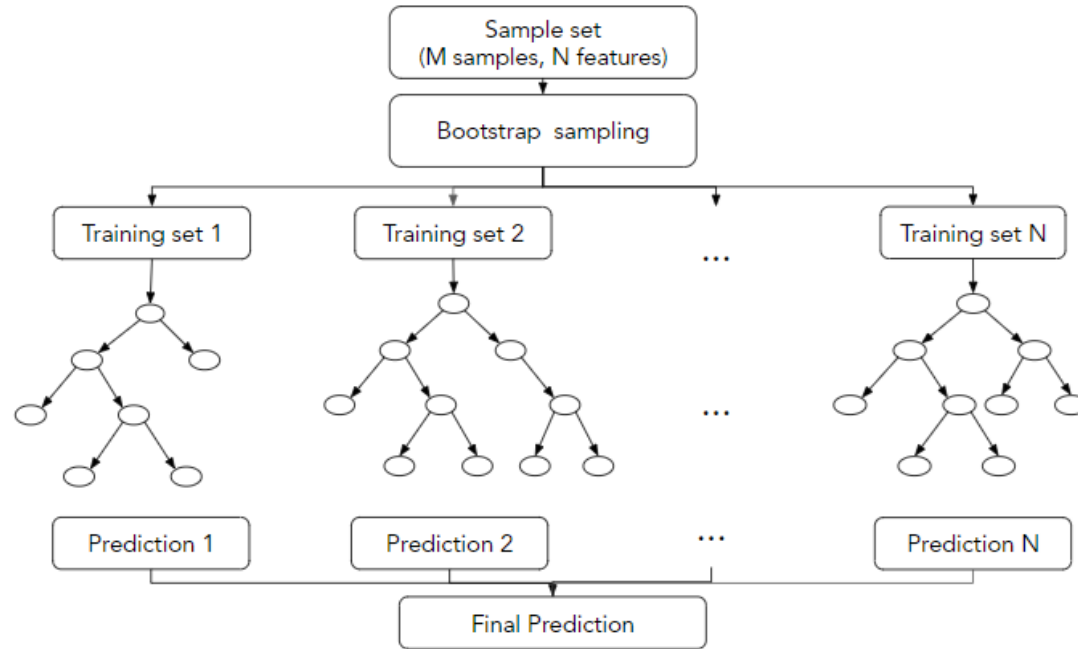 Sample set
(M samples, N features)
Bootstrap sampling
Training set 1
Training set 2
...
Training set N
...
Prediction 1
Prediction 2
...
Prediction N
Final Prediction